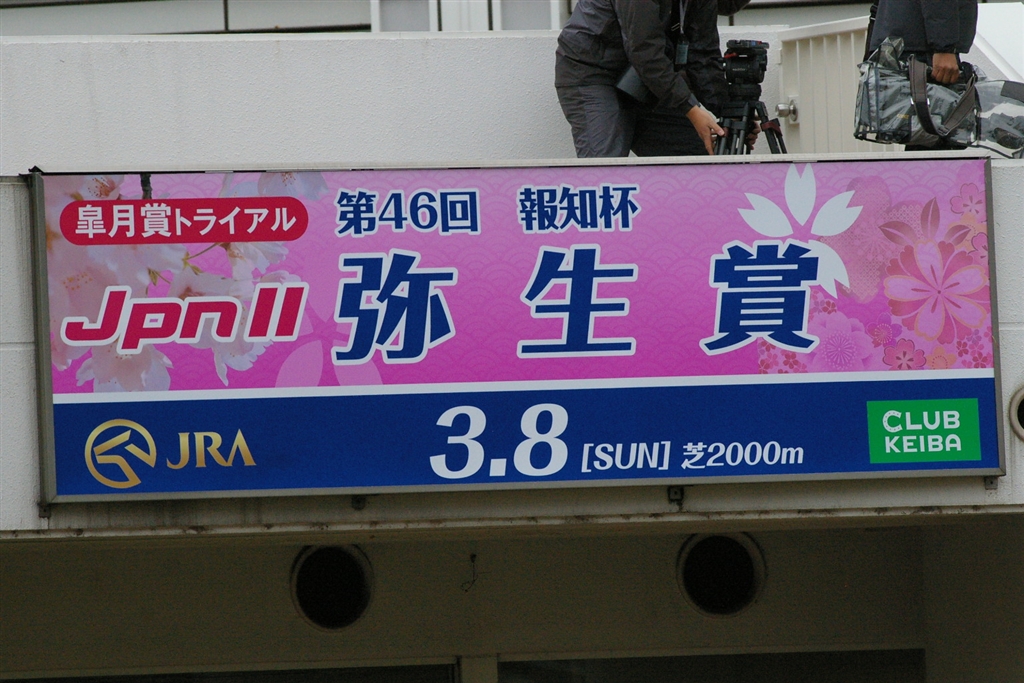 皐月賞トライアル
第46回 報知杯
JpnII
弥生賞
JRA
3.8 [SUN] 芝2000m
CLUB
KEIBA